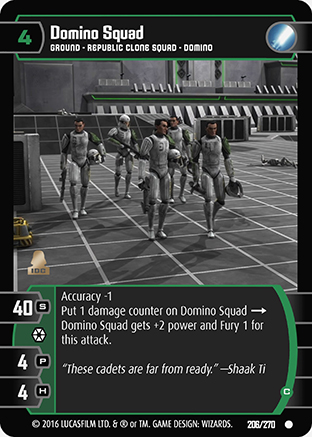 4
Domino Squad
GROUND • REPUBLIC CLONE SQUAD • DOMINO
IDC
40 S
Accuracy -1
Put 1 damage counter on Domino Squad →
Domino Squad gets +2 power and Fury 1 for
this attack.
4 P
4 H
"These cadets are far from ready." —Shaak Ti
C
© 2016 LUCASFILM LTD. & ® or TM. GAME DESIGN: WIZARDS.
206/270